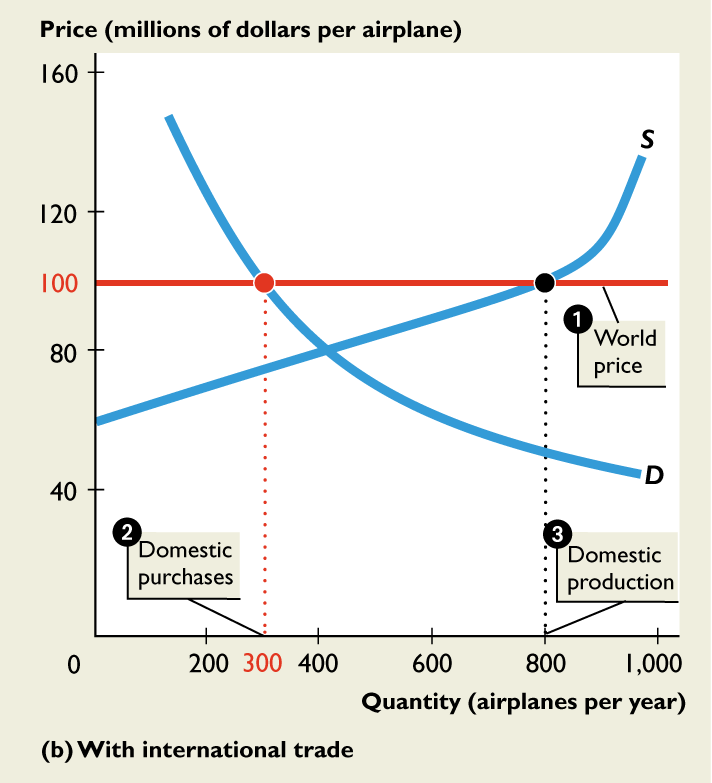 Price (millions of dollars per airplane)
160
S
120
100
1
World
price
80
D
40
2
Domestic
purchases
3
Domestic
production
0
200 300 400 600 800 1,000
Quantity (airplanes per year)
(b) With international trade